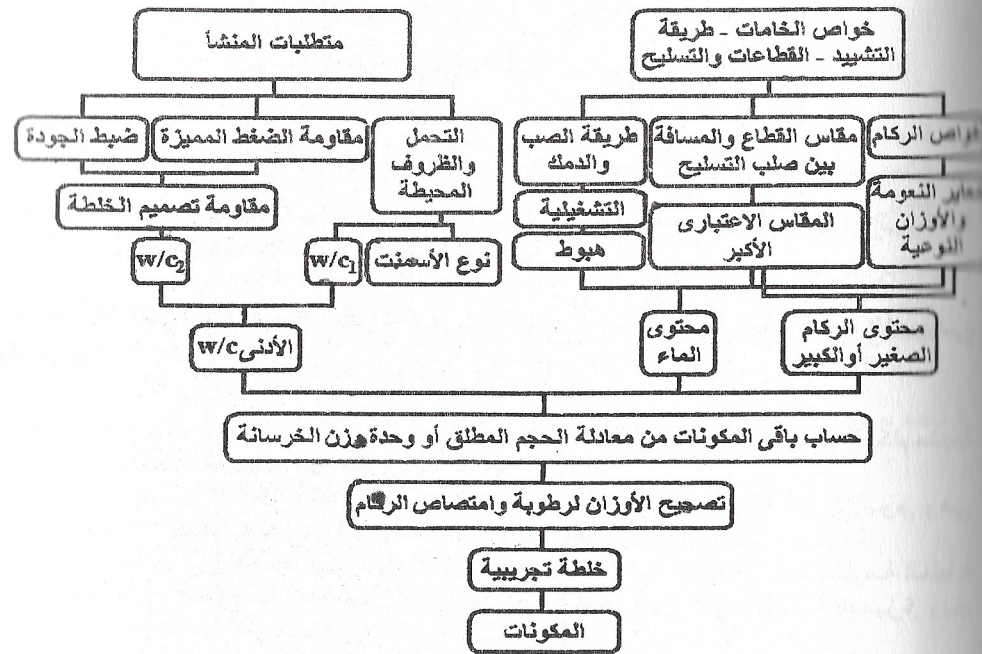 خواص الخامات - طريقة
التشييد - القطاعات والتسليح
متطلبات المنشأ
خواص الركام
مقاس القطاع والمسافة
بين صلب التسليح
طريقة الصب
والدمك
التحمل
والظروف
المحيطة
مقاومة الضغط المميزة
ضبط الجودة
معاير النعومة
والأوزان
النوعية
المقاس الاعتبارى
الأكبر
التشغيلية
هبوط
مقاومة تصميم الخلطة
نوع الأسمنت
w/c₁
w/c₂
محتوى الركام
الصغير أوالكبير
محتوى
الماء
الأدنىw/c
حساب باقى المكونات من معادلة الحجم المطلق أو وحدة وزن الخرسانة
تصحيح الأوزان لرطوبة وامتصاص الركام
خلطة تجريبية
المكونات